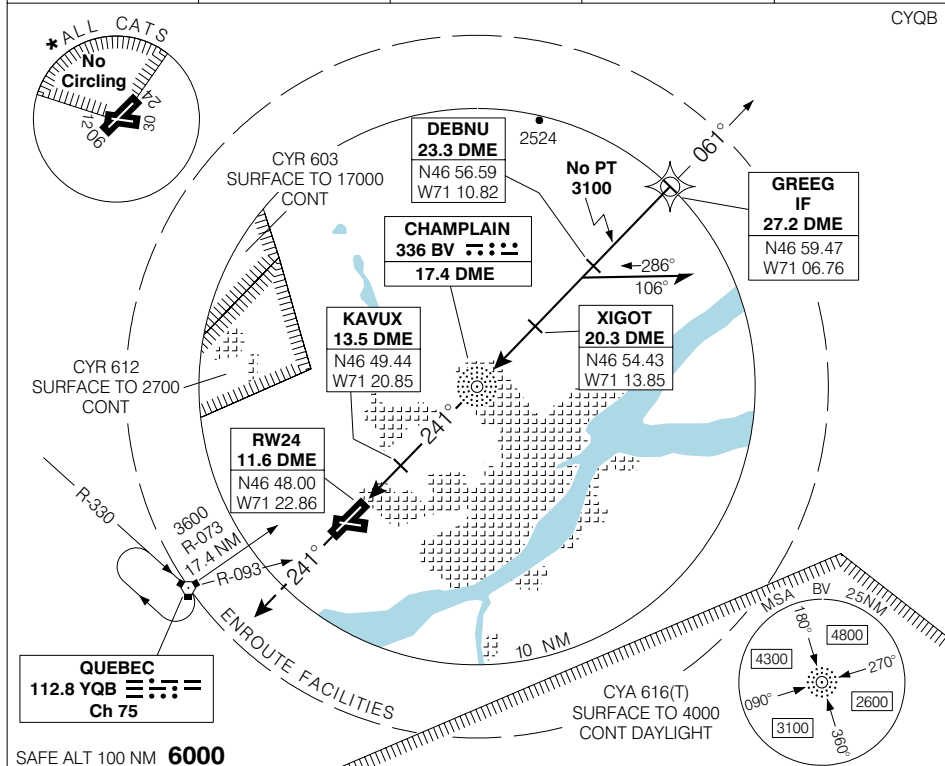 CYQB
*ALL CATS
No
Circling
24
30
12
06
DEBNU
23.3 DME
N46 56.59
W71 10.82
2524
061°
No PT
3100
GREEG
IF
27.2 DME
N46 59.47
W71 06.76
CYR 603
SURFACE TO 17000
CONT
CHAMPLAIN
336 BV
17.4 DME
286°
106°
KAVUX
13.5 DME
N46 49.44
W71 20.85
XIGOT
20.3 DME
N46 54.43
W71 13.85
CYR 612
SURFACE TO 2700
CONT
241°
RW24
11.6 DME
N46 48.00
W71 22.86
R-330
3600
R-073
17.4 NM
R-093
241°
ENROUTE FACILITIES
10 NM
QUEBEC
112.8 YQB
Ch 75
CYA 616(T)
SURFACE TO 4000
CONT DAYLIGHT
MSA BV 25NM
180°
4800
4300
270°
090°
2600
3100
360°
SAFE ALT 100 NM 6000